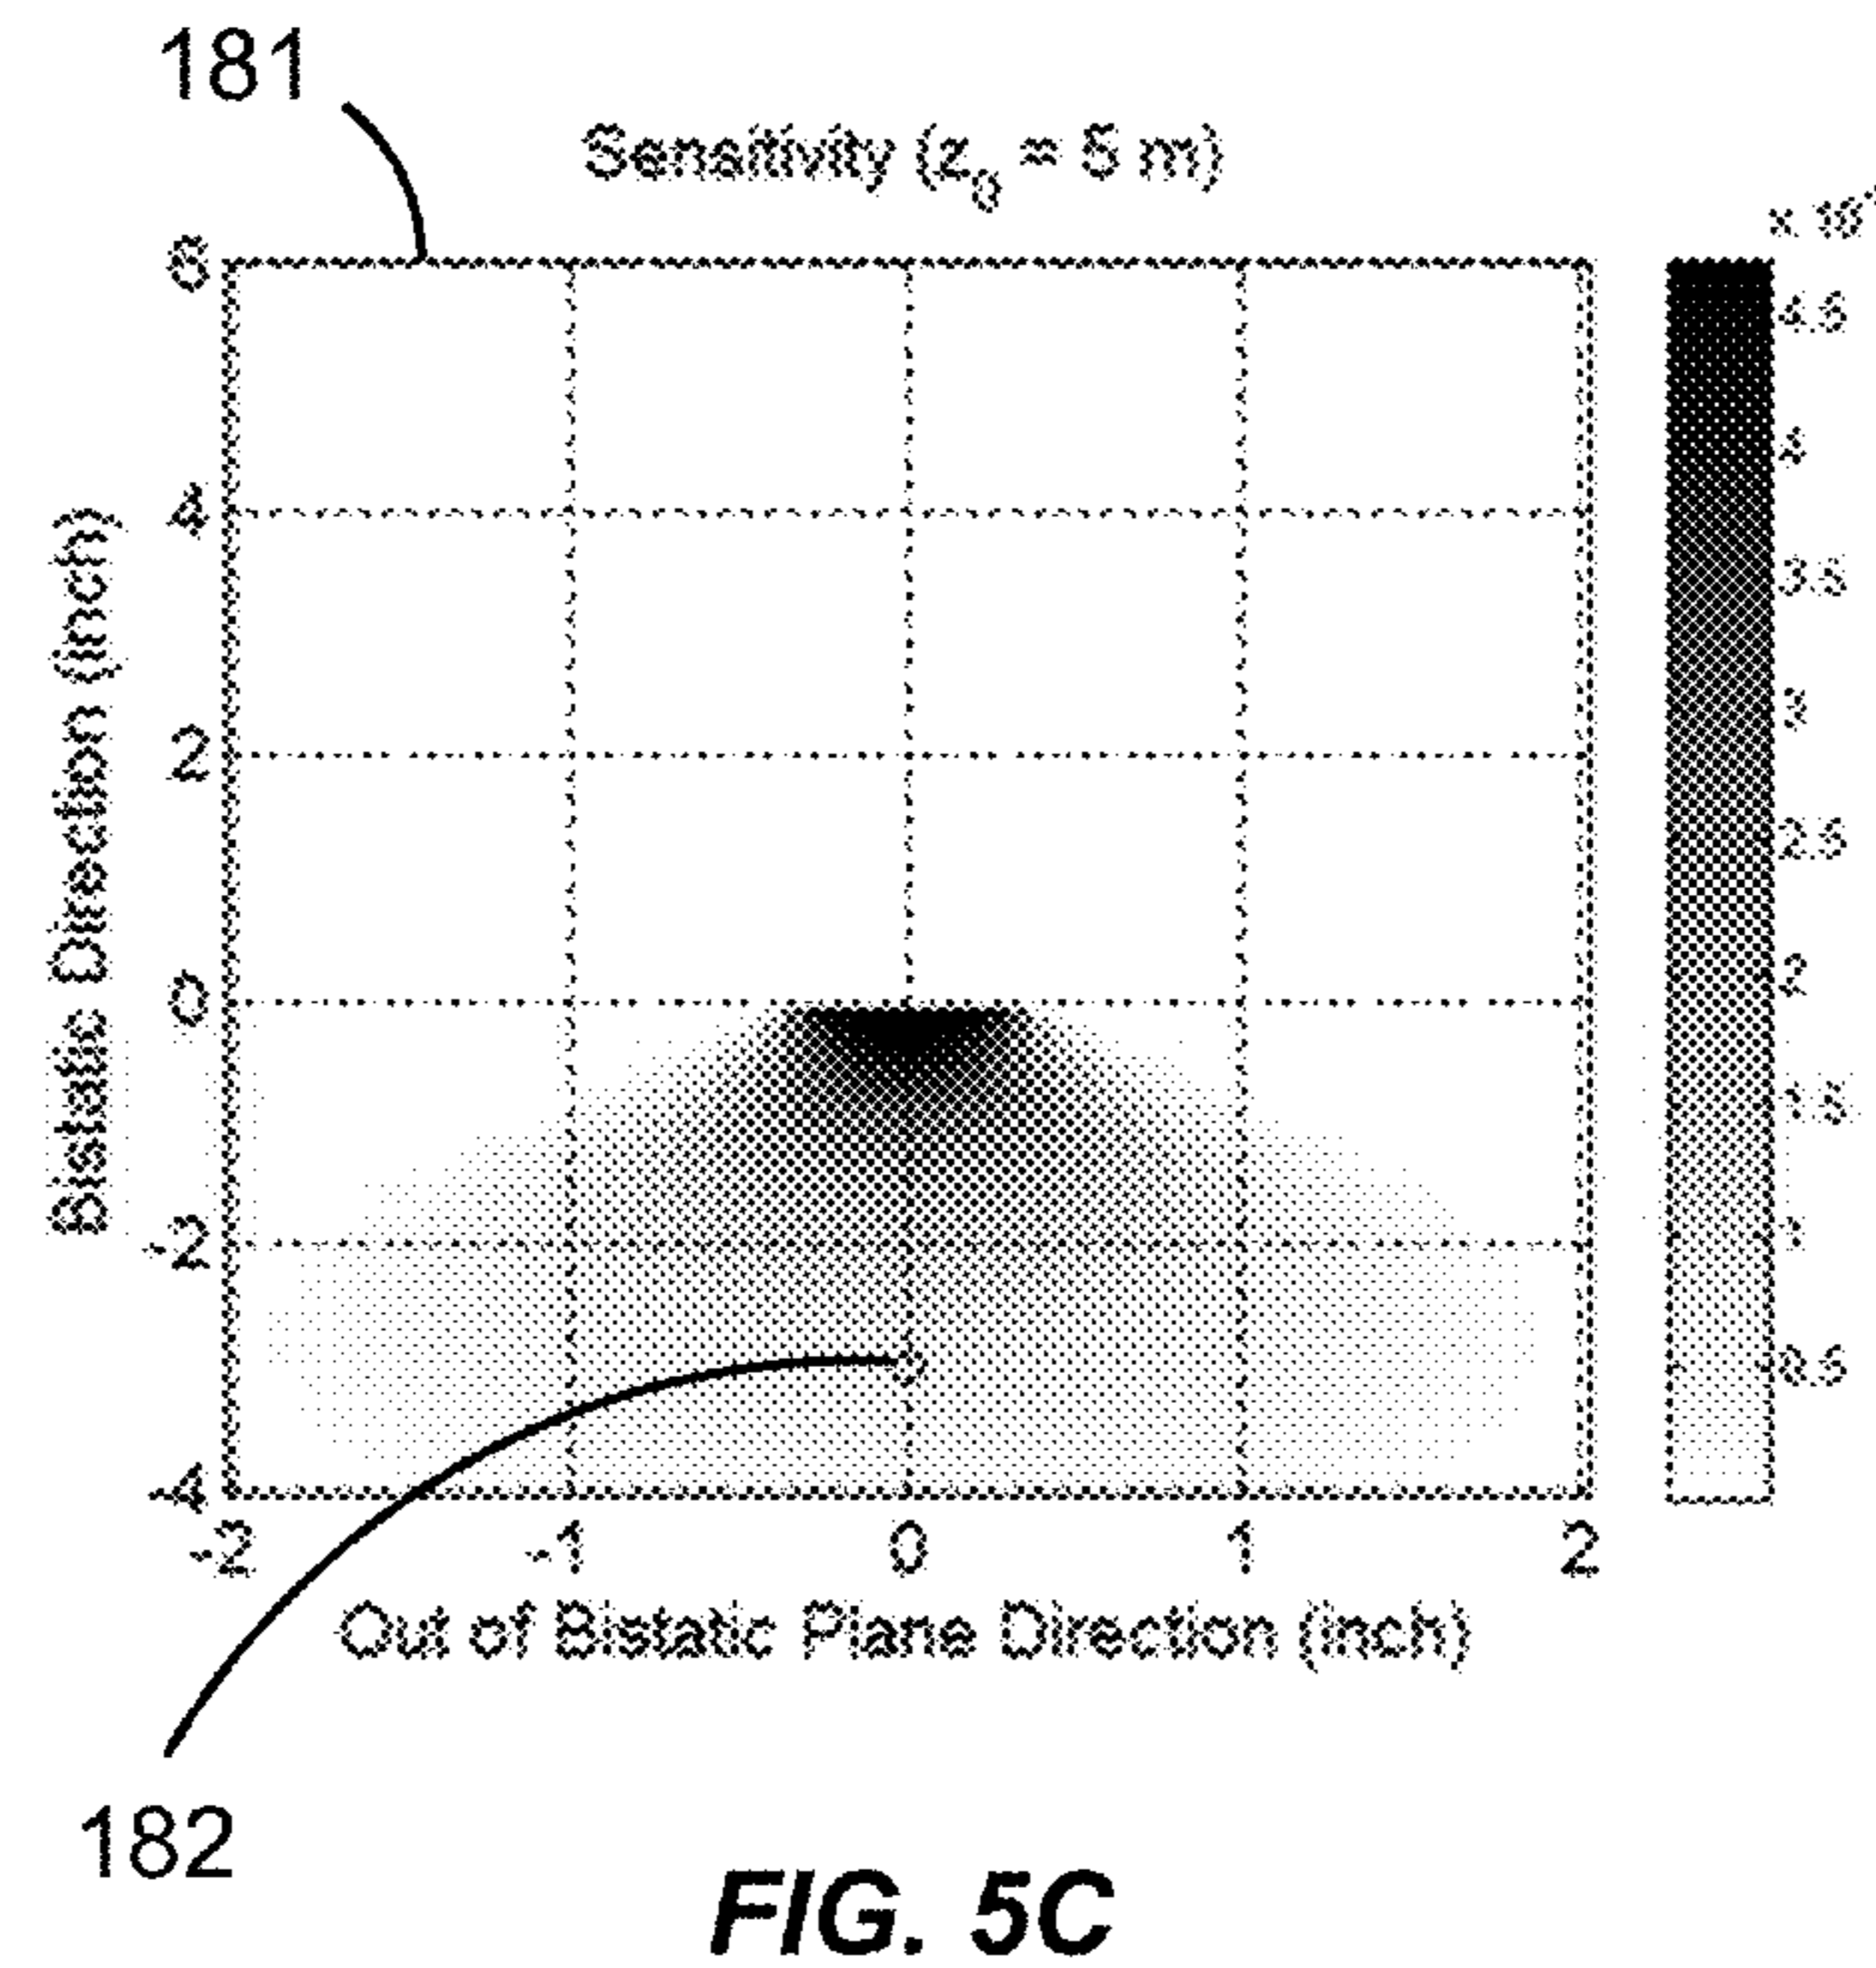 181
Sensitivity (z0 = 5 m)
x 10
6
4
2
0
-2
-4
Bistatic Direction (inch)
4.5
4
3.5
3
2.5
2
1.5
1
0.5
-2 -1 0 1 2
Out of Bistatic Plane Direction (inch)
182
FIG. 5C